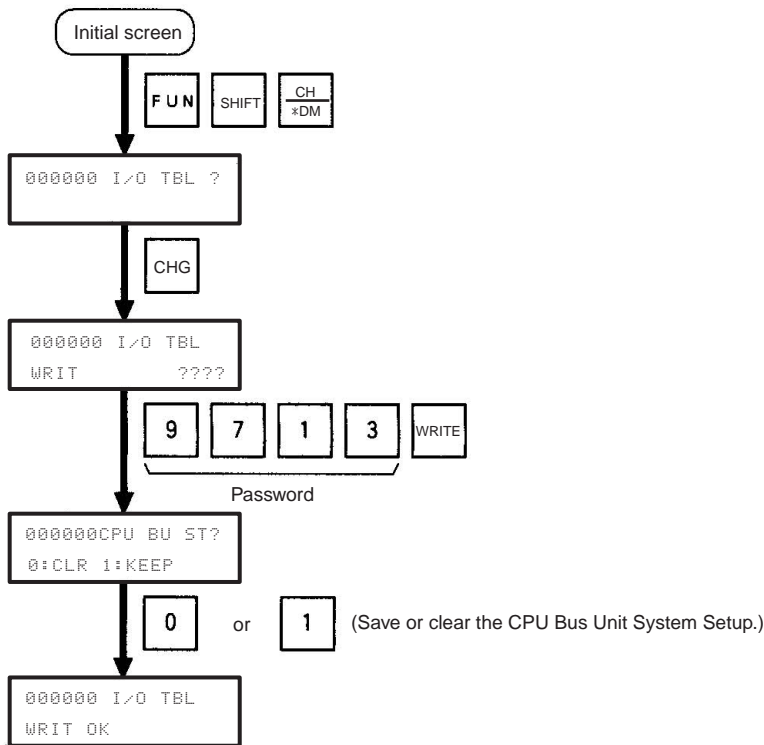 Initial screen
FUN SHIFT CH
*DM
000000 I/O TBL ?
CHG
000000 I/O TBL
WRIT ????
9 7 1 3 WRITE
Password
000000CPU BU ST?
0:CLR 1:KEEP
0 or 1 (Save or clear the CPU Bus Unit System Setup.)
000000 I/O TBL
WRIT OK